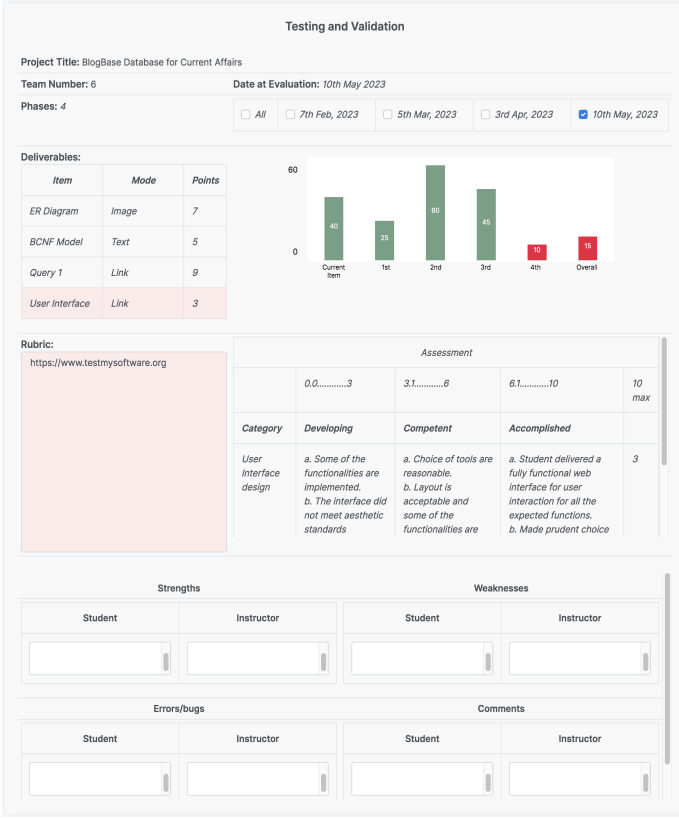 Testing and Validation
Project Title: BlogBase Database for Current Affairs
Team Number: 6
Date at Evaluation: 10th May 2023
Phases: 4
All
7th Feb, 2023
5th Mar, 2023
3rd Apr, 2023
10th May, 2023
Deliverables:
Item Mode Points
ER Diagram Image 7
BCNF Model Text 5
Query 1 Link 9
User Interface Link 3
60
0
40
25
60
45
10
15
Current
Item
1st
2nd
3rd
4th
Overall
Rubric:
https://www.testmysoftware.org
Assessment
0.0............3
3.1............6
6.1............10
10
max
Category Developing Competent Accomplished
User
Interface
design
a. Some of the
functionalities are
implemented.
b. The interface did
not meet aesthetic
standards
a. Choice of tools are
reasonable.
b. Layout is
acceptable and
some of the
functionalities are
a. Student delivered a
fully functional web
interface for user
interaction for all the
expected functions.
b. Made prudent choice
3
Strengths
Weaknesses
Student Instructor Student Instructor
Errors/bugs
Comments
Student Instructor Student Instructor